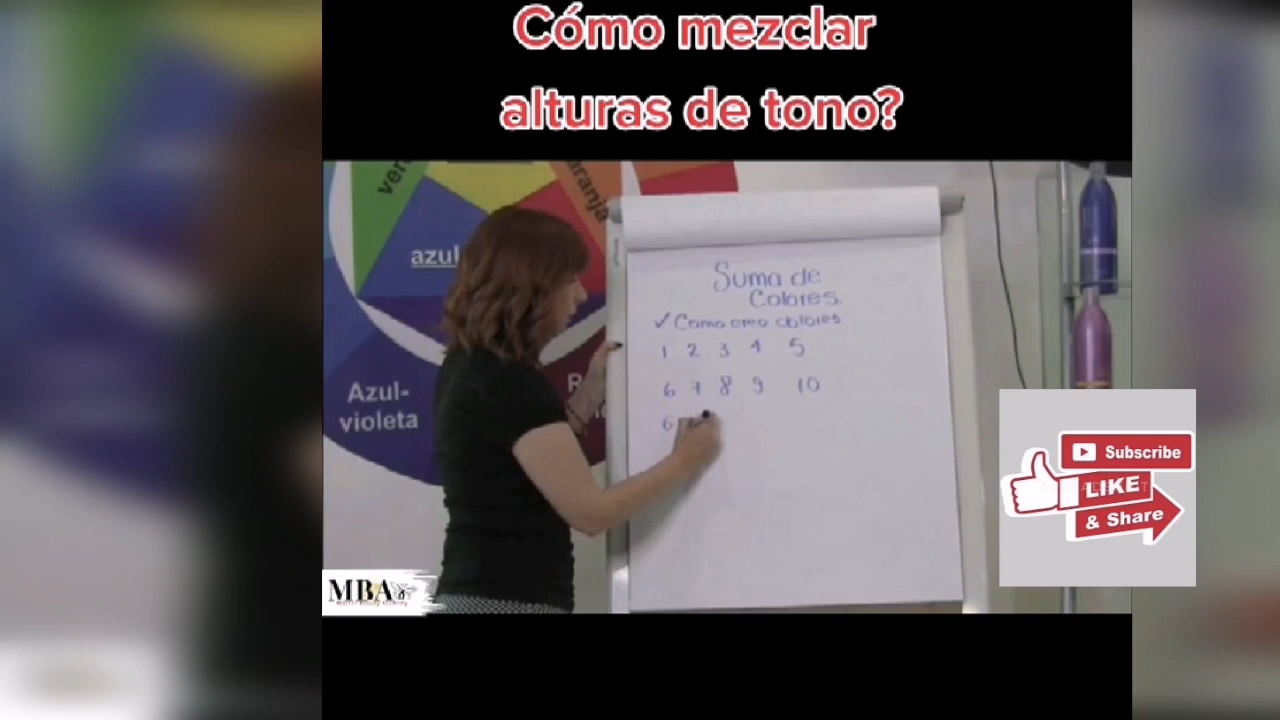 Cómo mezclar
alturas de tono?
azul
Azul-
violeta
Suma de
Colores.
✓ Como creo colores
1 2 3 4 5
6 7 8 9 10
6
MBA
Subscribe
LIKE
& Share